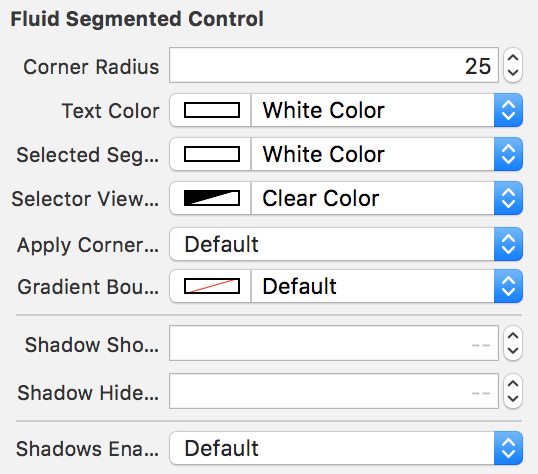 Fluid Segmented Control
Corner Radius 25
Text Color White Color
Selected Seg... White Color
Selector View... Clear Color
Apply Corner... Default
Gradient Bou... Default
Shadow Sho... --
Shadow Hide... --
Shadows Ena... Default